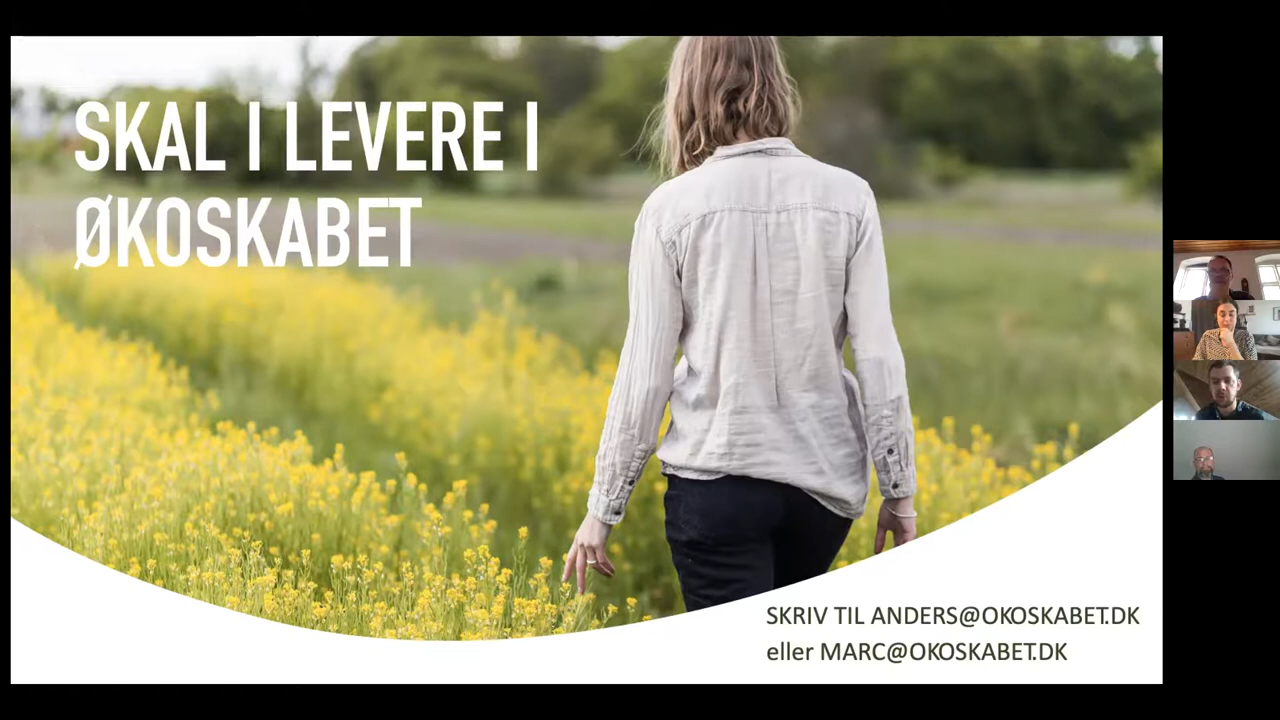 SKAL I LEVERE I
ØKOSKABET
SKRIV TIL ANDERS@OKOSKABET.DK
eller MARC@OKOSKABET.DK